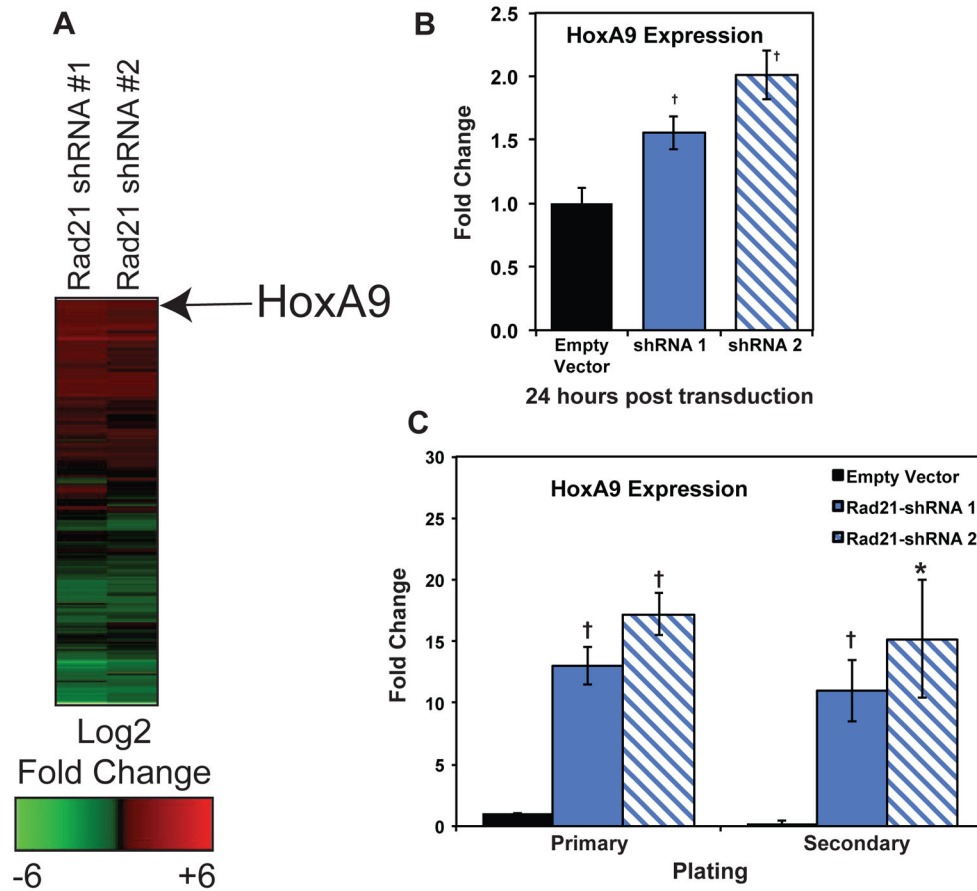 A
Rad21 shRNA #1
Rad21 shRNA #2
HoxA9
Log2
Fold Change
-6
+6
B
HoxA9 Expression
Fold Change
2.5
2.0
1.5
1.0
0.5
0.0
†
†
Empty
Vector
shRNA 1
shRNA 2
24 hours post transduction
C
HoxA9 Expression
Empty Vector
Rad21-shRNA 1
Rad21-shRNA 2
Fold Change
30
25
20
15
10
5
0
†
†
†
*
Primary
Secondary
Plating